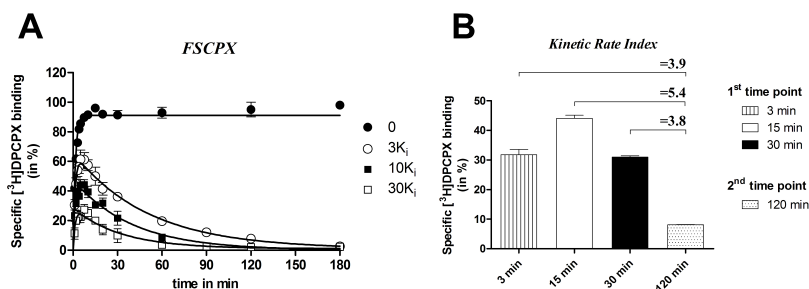 A
FSCPX
Specific [³H]DPCPX binding
(in %)
120
100
80
60
40
20
0
0
30
60
90
120
150
180
time in min
0
3Kᵢ
10Kᵢ
30Kᵢ
B
Kinetic Rate Index
=3.9
=5.4
=3.8
Specific [³H]DPCPX binding
(in %)
50
40
30
20
10
0
3 min
15 min
30 min
120 min
1ˢᵗ time point
3 min
15 min
30 min
2ⁿᵈ time point
120 min